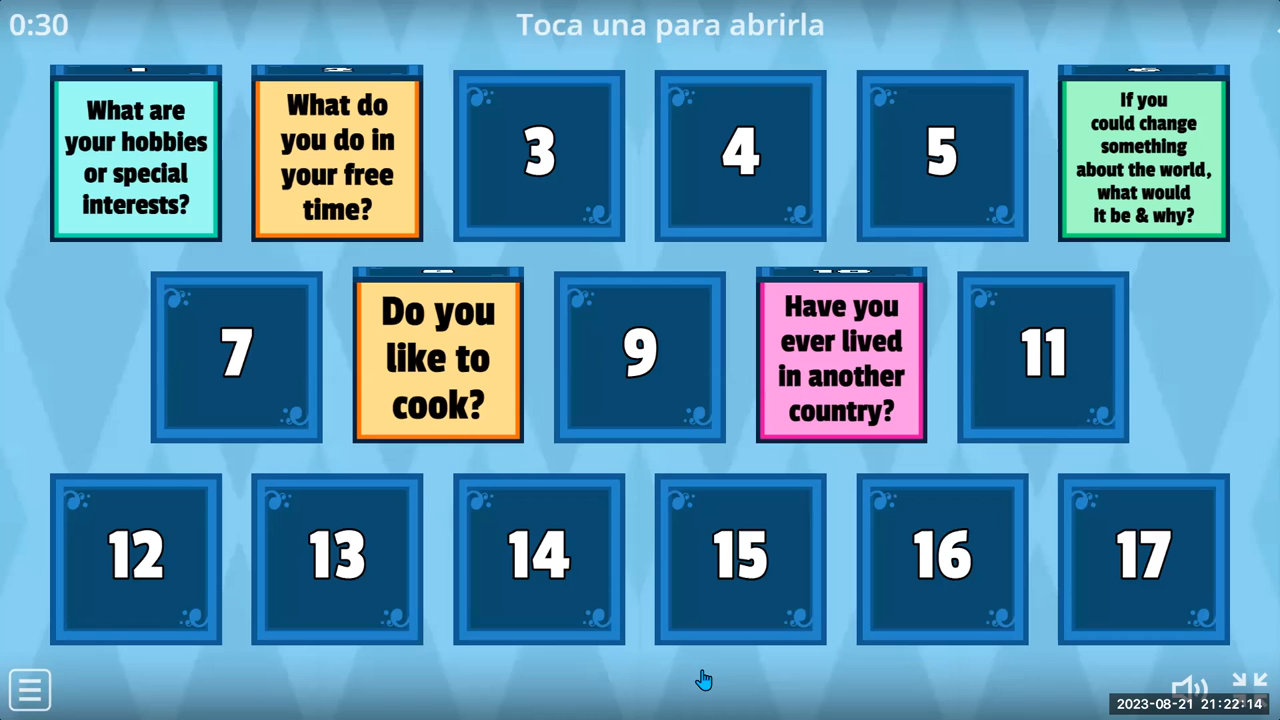 0:30
Toca una para abrirla
What are
your hobbies
or special
interests?
What do
you do in
your free
time?
3
4
5
If you
could change
something
about the world,
what would
it be & why?
7
Do you
like to
cook?
9
Have you
ever lived
in another
country?
11
12
13
14
15
16
17
2023-08-21 21:22:14